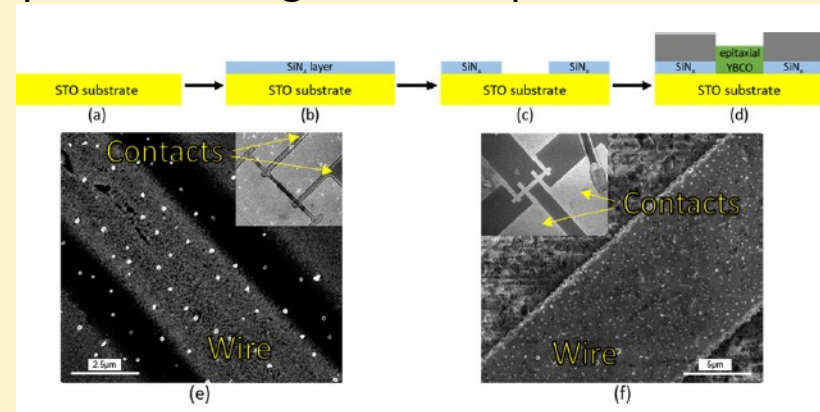 epitaxial
SiNx layer
SiNx
SiNx
YBCO
SiNx
SiNx
STO substrate
STO substrate
STO substrate
STO substrate
(a)
(b)
(c)
(d)
Contacts
Contacts
Wire
Wire
2.5μm
5μm
(e)
(f)